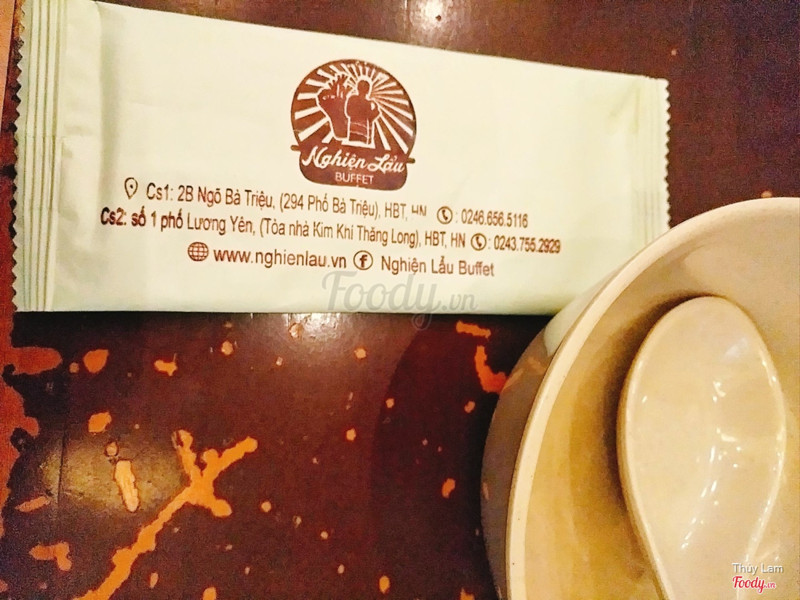 Nghiện Lẩu
BUFFET
Cs1: 2B Ngõ Bà Triệu, (294 Phố Bà Triệu), HBT, HN : 0246.656.5116
Cs2: số 1 phố Lương Yên, (Tòa nhà Kim Khí Thăng Long), HBT, HN : 0243.755.2929
www.nghienlau.vn Nghiện Lẩu Buffet
Foody.vn
Thùy Lam
Foody.vn